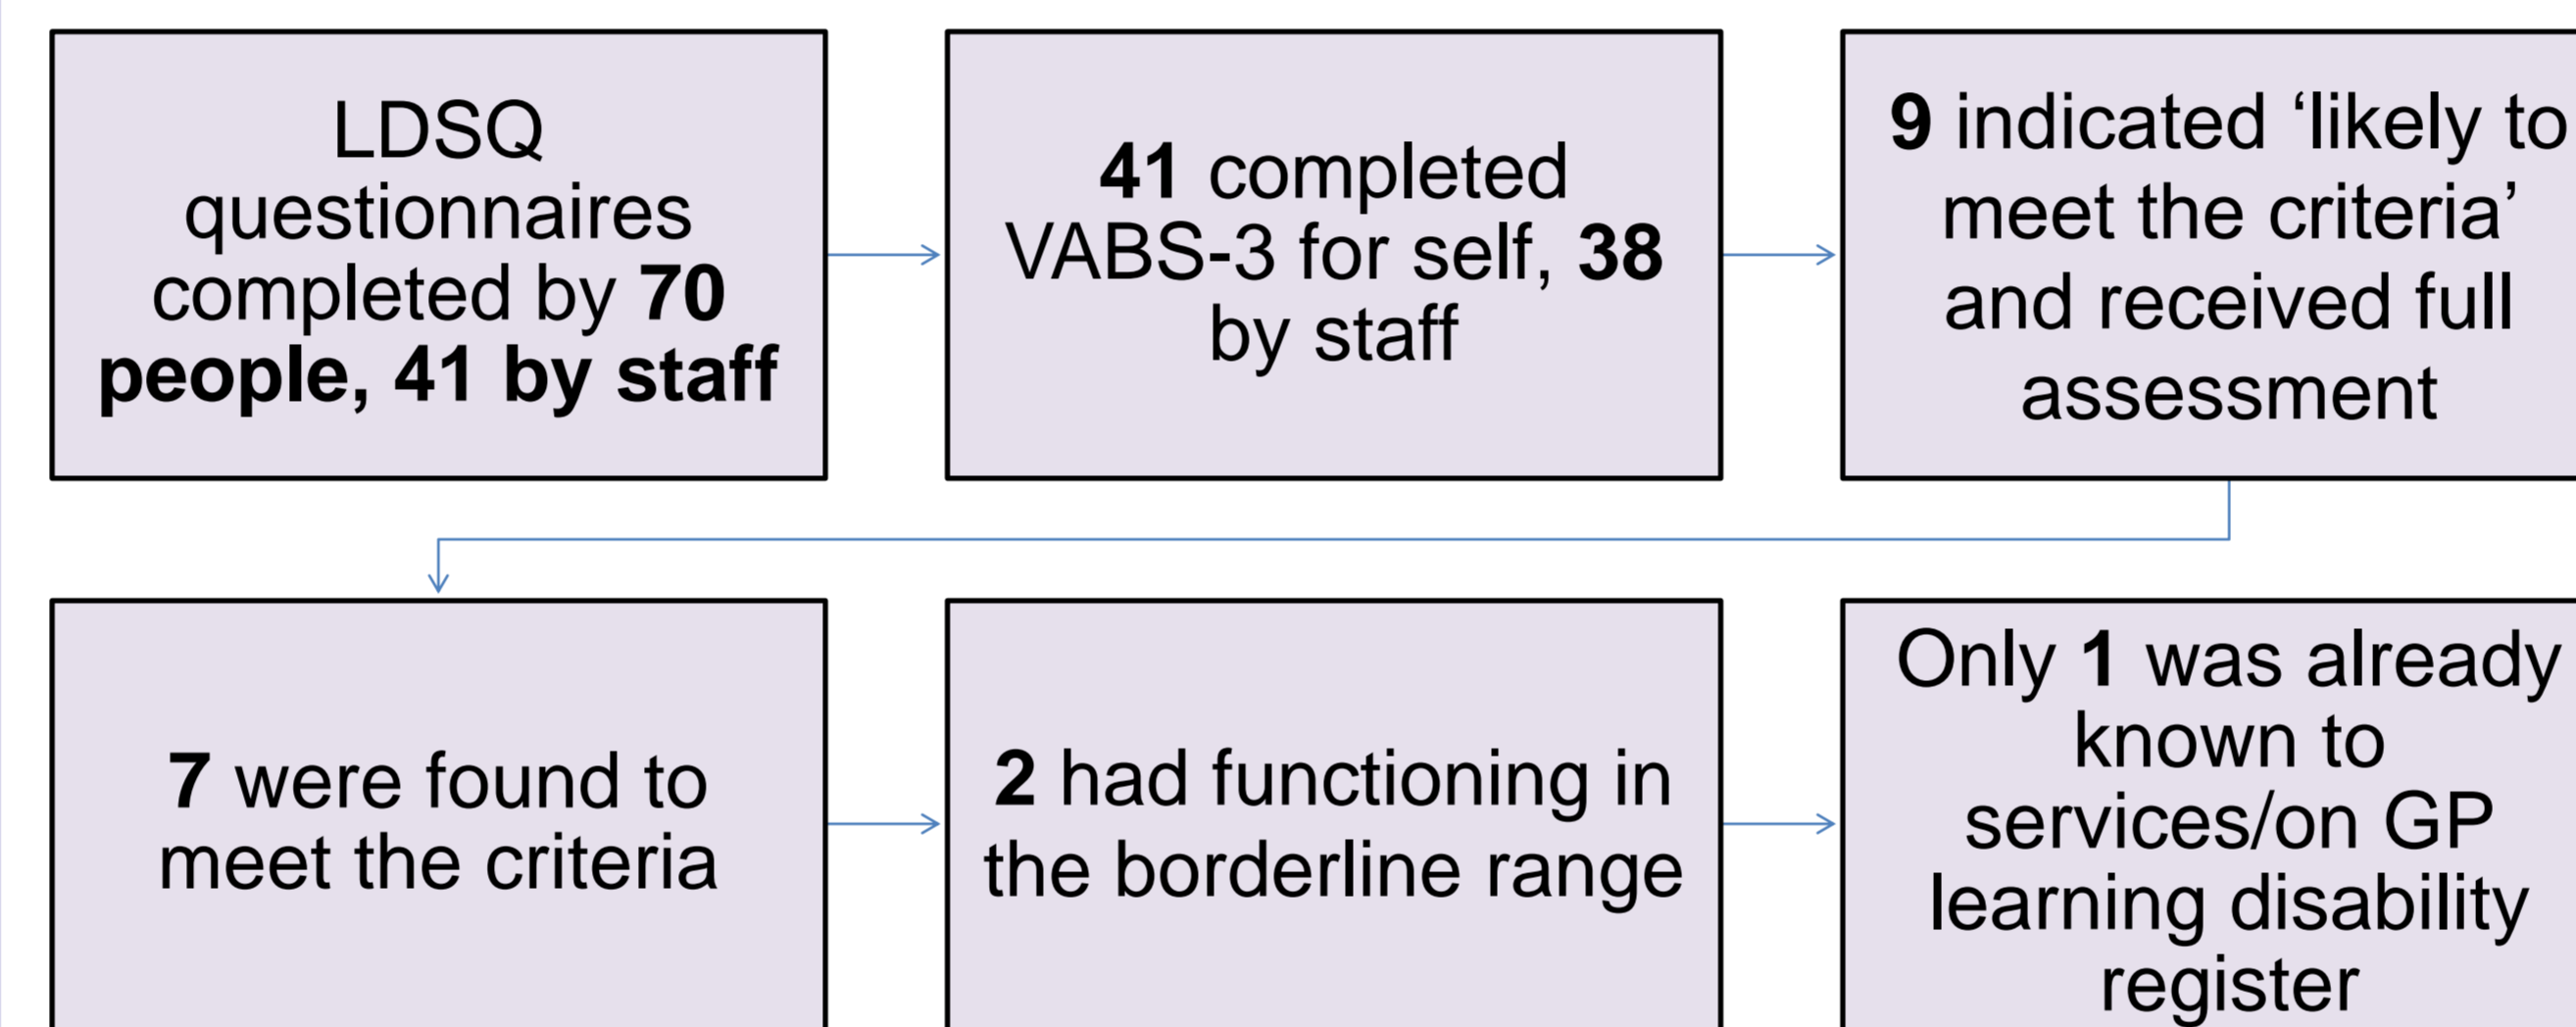 LDSQ
questionnaires
completed by 70
people, 41 by staff
41 completed
VABS-3 for self, 38
by staff
9 indicated ‘likely to
meet the criteria’
and received full
assessment
7 were found to
meet the criteria
2 had functioning in
the borderline range
Only 1 was already
known to
services/on GP
learning disability
register